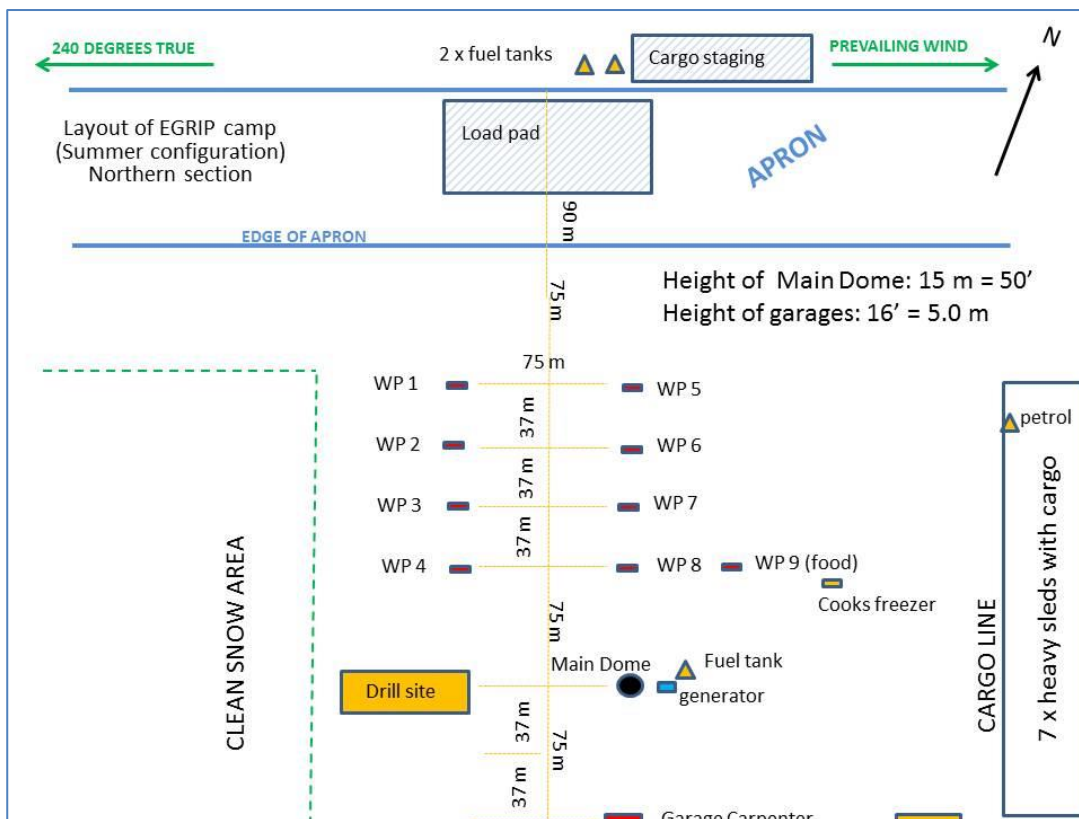 240 DEGREES TRUE
2 x fuel tanks
Cargo staging
PREVAILING WIND
N
Layout of EGRIP camp
(Summer configuration)
Northern section
Load pad
APRON
90 m
EDGE OF APRON
75 m
Height of Main Dome: 15 m = 50’
Height of garages: 16’ = 5.0 m
75 m
WP 1
WP 5
37 m
petrol
WP 2
WP 6
37 m
WP 3
WP 7
37 m
WP 4
WP 8
WP 9 (food)
Cooks freezer
CLEAN SNOW AREA
CARGO LINE
7 x heavy sleds with cargo
75 m
Main Dome
Fuel tank
Drill site
generator
37 m
75 m
37 m
Garage Carpenter